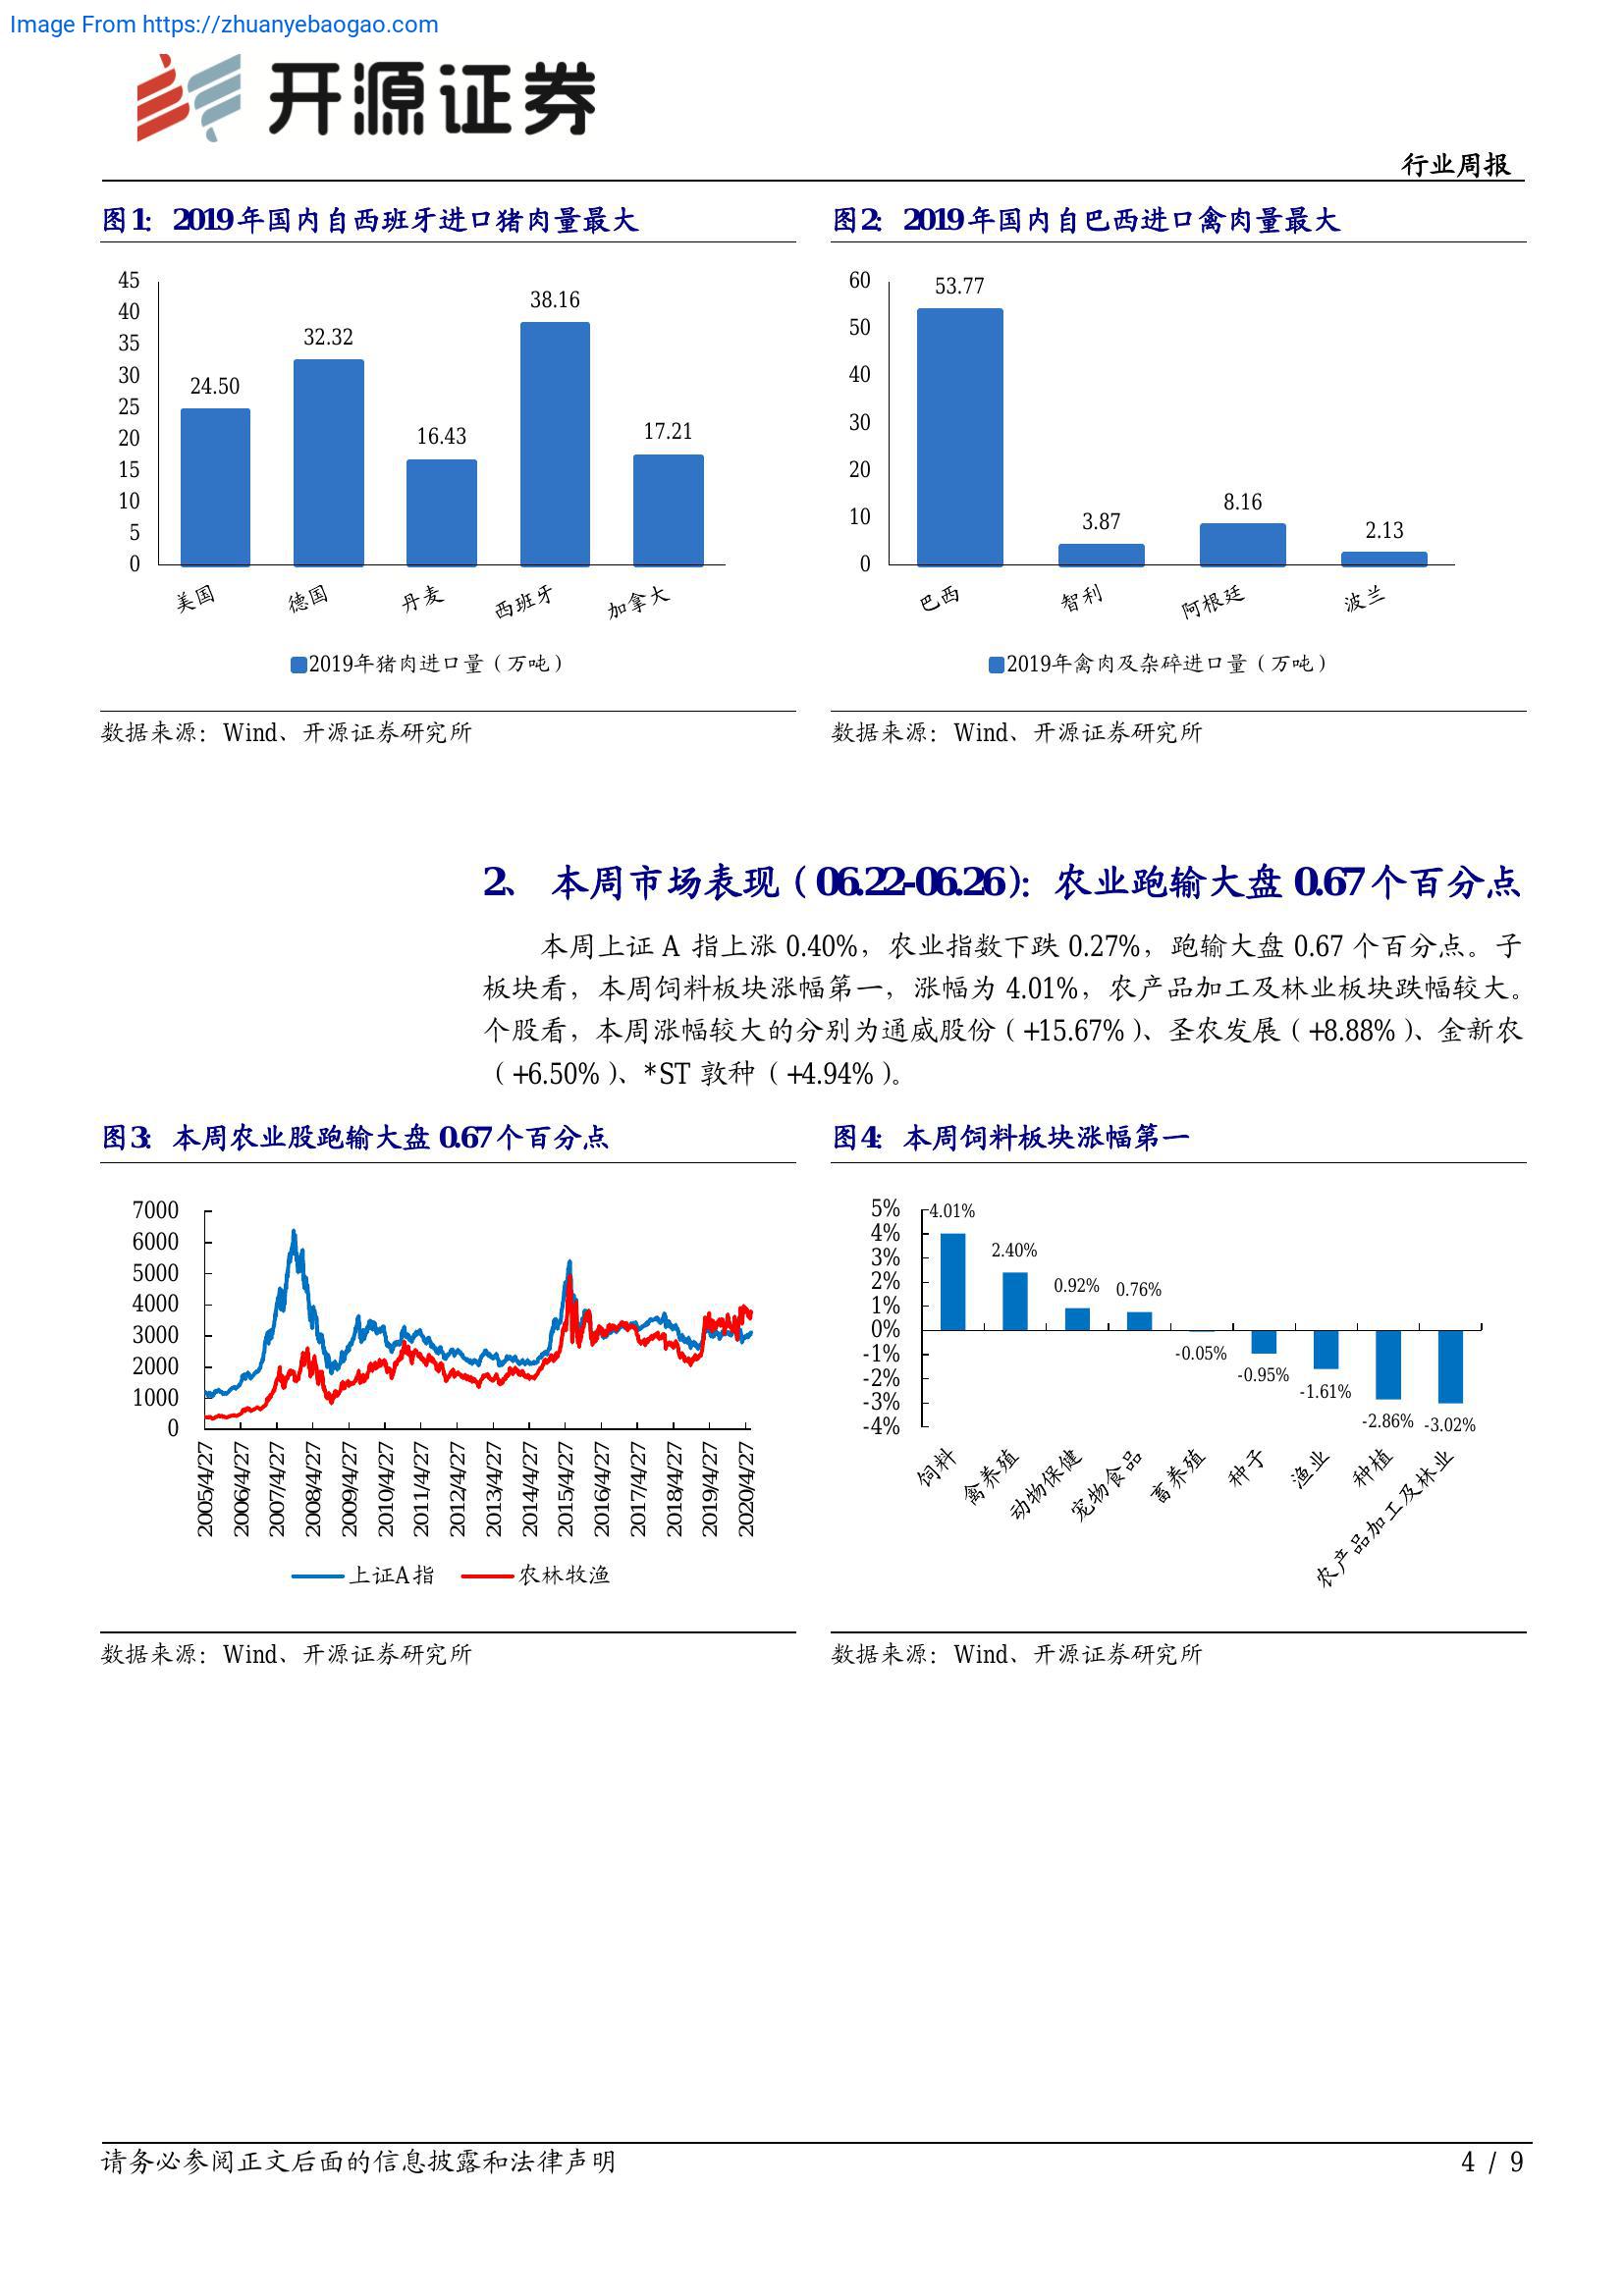 Image From https://zhuanyebaogao.com
开源证券
行业周报
图1： 2019年国内自西班牙进口猪肉量最大
45
40
35
30
25
20
15
10
5
0
24.50
32.32
16.43
38.16
17.21
美国
德国
丹麦
西班牙
加拿大
2019年猪肉进口量（万吨）
数据来源：Wind、开源证券研究所
图2： 2019年国内自巴西进口禽肉量最大
60
50
40
30
20
10
0
53.77
3.87
8.16
2.13
巴西
智利
阿根廷
波兰
2019年禽肉及杂碎进口量（万吨）
数据来源：Wind、开源证券研究所
2、 本周市场表现（06.22-06.26）：农业跑输大盘 0.67 个百分点
本周上证 A 指上涨 0.40%，农业指数下跌 0.27%，跑输大盘 0.67 个百分点。子
板块看，本周饲料板块涨幅第一，涨幅为 4.01%，农产品加工及林业板块跌幅较大。
个股看，本周涨幅较大的分别为通威股份（+15.67%）、圣农发展（+8.88%）、金新农
（+6.50%）、*ST 敦种（+4.94%）。
图3： 本周农业股跑输大盘 0.67 个百分点
7000
6000
5000
4000
3000
2000
1000
0
2005/4/27
2006/4/27
2007/4/27
2008/4/27
2009/4/27
2010/4/27
2011/4/27
2012/4/27
2013/4/27
2014/4/27
2015/4/27
2016/4/27
2017/4/27
2018/4/27
2019/4/27
2020/4/27
上证A指
农林牧渔
数据来源：Wind、开源证券研究所
图4： 本周饲料板块涨幅第一
5%
4%
3%
2%
1%
0%
-1%
-2%
-3%
-4%
4.01%
2.40%
0.92%
0.76%
-0.05%
-0.95%
-1.61%
-2.86%
-3.02%
饲料
禽养殖
动物保健
宠物食品
畜养殖
种子
渔业
种植
农产品加工及林业
数据来源：Wind、开源证券研究所
请务必参阅正文后面的信息披露和法律声明
4 / 9